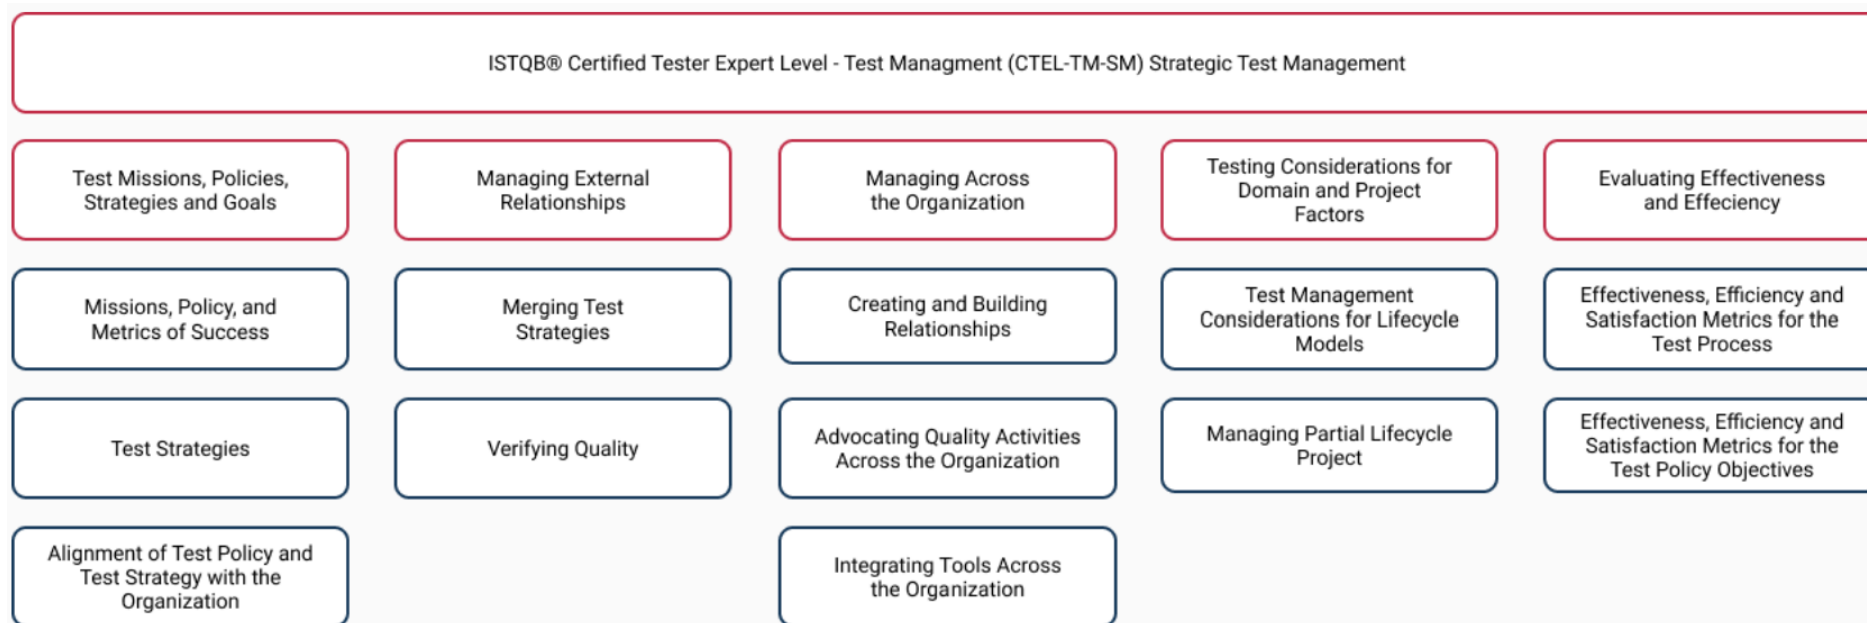 ISTQB® Certified Tester Expert Level - Test Managment (CTEL-TM-SM) Strategic Test Management
Test Missions, Policies,
Strategies and Goals
Managing External
Relationships
Managing Across
the Organization
Testing Considerations for
Domain and Project
Factors
Evaluating Effectiveness
and Effeciency
Missions, Policy, and
Metrics of Success
Merging Test
Strategies
Creating and Building
Relationships
Test Management
Considerations for Lifecycle
Models
Effectiveness, Efficiency and
Satisfaction Metrics for the
Test Process
Test Strategies
Verifying Quality
Advocating Quality Activities
Across the Organization
Managing Partial Lifecycle
Project
Effectiveness, Efficiency and
Satisfaction Metrics for the
Test Policy Objectives
Alignment of Test Policy and
Test Strategy with the
Organization
Integrating Tools Across
the Organization